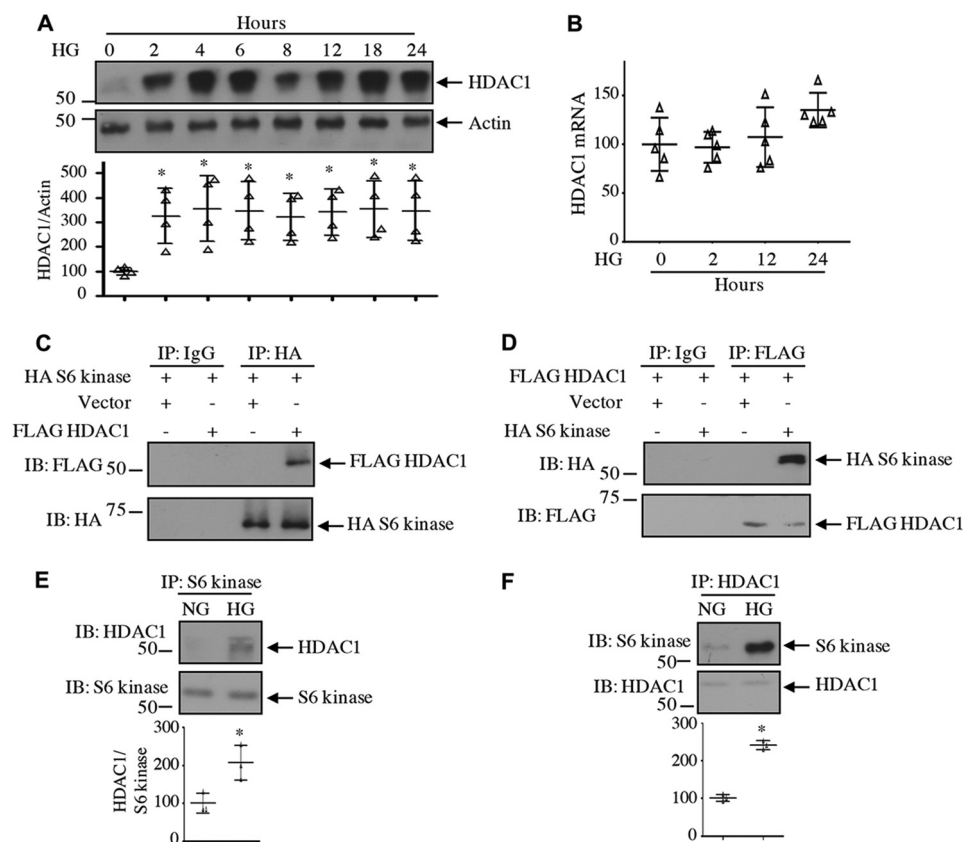 A
Hours
HG 0 2 4 6 8 12 18 24
50
HDAC1
50
Actin
HDAC1/Actin
500
400
300
200
100
0
* * * * * * *
B
HDAC1 mRNA
150
100
50
0
HG 0 2 12 24
Hours
C
IP: IgG IP: HA
HA S6 kinase + + + +
Vector + - + -
FLAG HDAC1 - + - +
IB: FLAG 50 FLAG HDAC1
75
IB: HA HA S6 kinase
D
IP: IgG IP: FLAG
FLAG HDAC1 + + + +
Vector + - + -
HA S6 kinase - + - +
IB: HA 50 HA S6 kinase
75
IB: FLAG FLAG HDAC1
E
IP: S6 kinase
NG HG
IB: HDAC1
50 HDAC1
IB: S6 kinase
50 S6 kinase
HDAC1/
S6 kinase
300
200
100
0
*
F
IP: HDAC1
NG HG
IB: S6 kinase
50 S6 kinase
IB: HDAC1
50 HDAC1
300
200
100
0
*